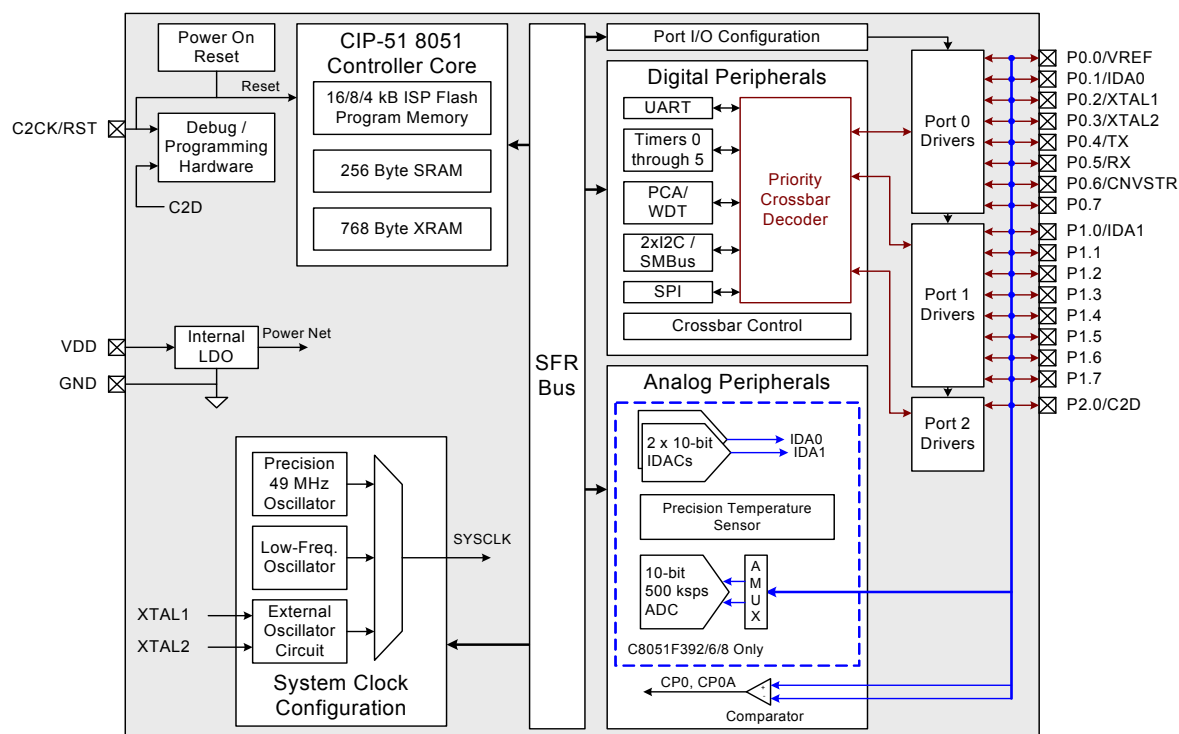 Power On
Reset
Reset
C2CK/RST
Debug /
Programming
Hardware
C2D
CIP-51 8051
Controller Core
16/8/4 kB ISP Flash
Program Memory
256 Byte SRAM
768 Byte XRAM
VDD
GND
Internal
LDO
Power Net
Precision
49 MHz
Oscillator
Low-Freq.
Oscillator
External
Oscillator
Circuit
XTAL1
XTAL2
SYSCLK
System Clock
Configuration
SFR
Bus
Port I/O Configuration
Digital Peripherals
UART
Timers 0
through 5
PCA/
WDT
2xI2C /
SMBus
SPI
Priority
Crossbar
Decoder
Crossbar Control
Analog Peripherals
2 x 10-bit
IDACs
IDA0
IDA1
Precision Temperature
Sensor
10-bit
500 ksps
ADC
A
M
U
X
C8051F392/6/8 Only
CP0, CP0A
+
-
Comparator
Port 0
Drivers
Port 1
Drivers
Port 2
Drivers
P0.0/VREF
P0.1/IDA0
P0.2/XTAL1
P0.3/XTAL2
P0.4/TX
P0.5/RX
P0.6/CNVSTR
P0.7
P1.0/IDA1
P1.1
P1.2
P1.3
P1.4
P1.5
P1.6
P1.7
P2.0/C2D